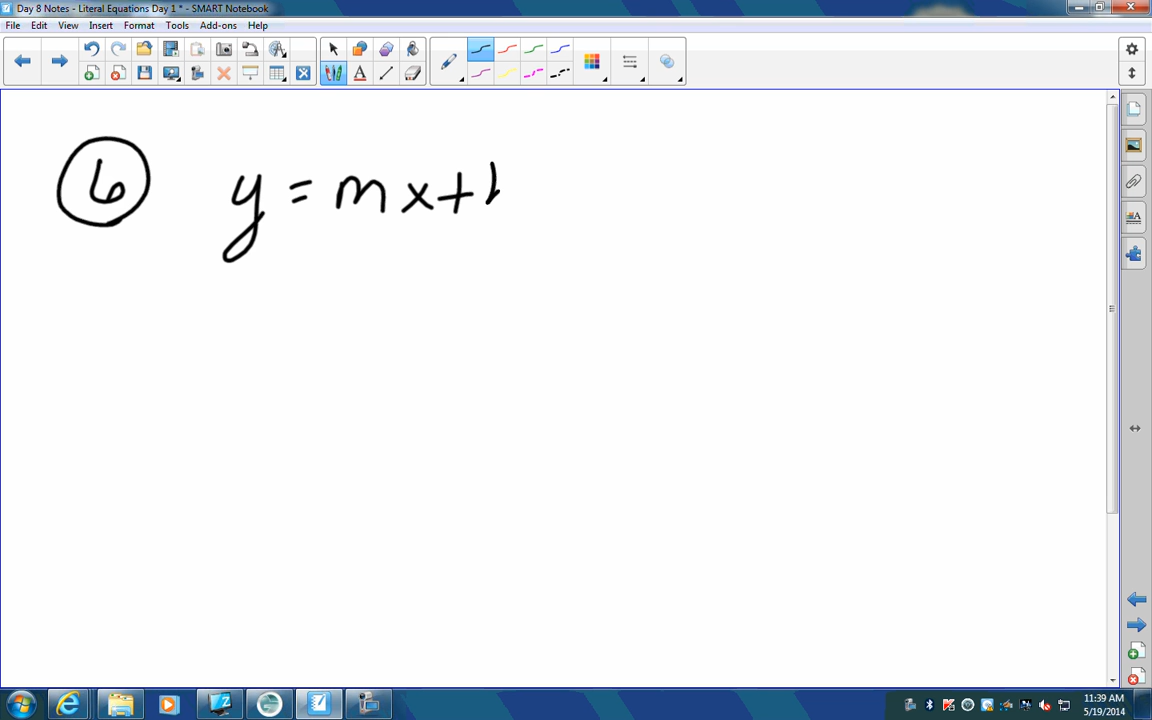 Day 8 Notes - Literal Equations Day 1 * - SMART Notebook
File Edit View Insert Format Tools Add-ons Help
6 y = mx+
11:39 AM
5/19/2014